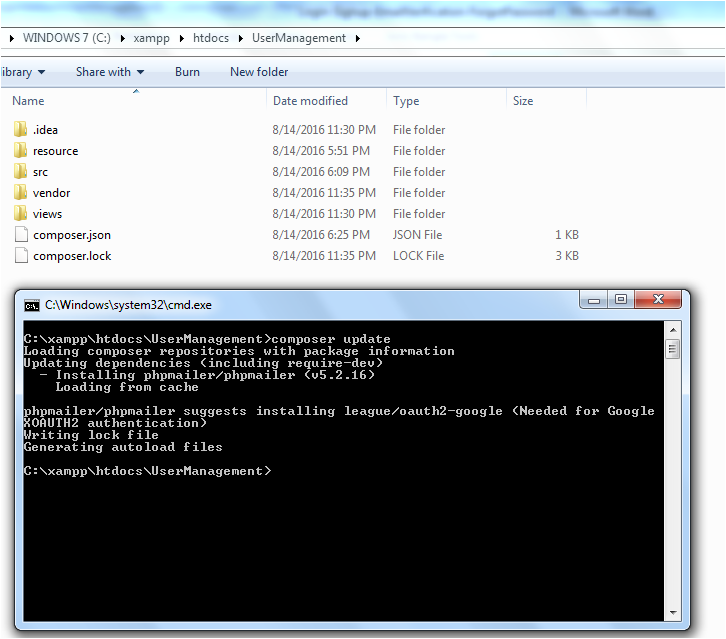 WINDOWS 7 (C:) xampp htdocs UserManagement
ibrary Share with Burn New folder
Name Date modified Type Size
.idea 8/14/2016 11:30 PM File folder
resource 8/14/2016 5:51 PM File folder
src 8/14/2016 6:09 PM File folder
vendor 8/14/2016 11:35 PM File folder
views 8/14/2016 11:30 PM File folder
composer.json 8/14/2016 6:25 PM JSON File 1 KB
composer.lock 8/14/2016 11:35 PM LOCK File 3 KB
C:\Windows\system32\cmd.exe
C:\xampp\htdocs\UserManagement>composer update
Loading composer repositories with package information
Updating dependencies (including require-dev)
- Installing phpmailer/phpmailer (v5.2.16)
Loading from cache
phpmailer/phpmailer suggests installing league/oauth2-google (Needed for Google
XOAUTH2 authentication)
Writing lock file
Generating autoload files
C:\xampp\htdocs\UserManagement>